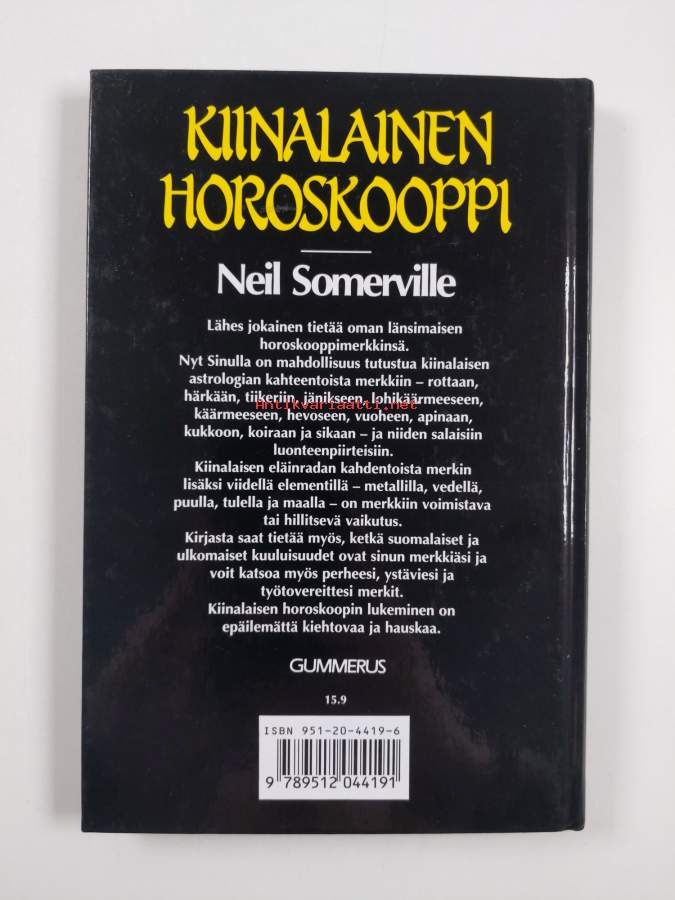 KIINALAINEN
HOROSKOOPPI
Neil Somerville
Lähes jokainen tietää oman länsimaisen
horoskooppimerkkinsä.
Nyt Sinulla on mahdollisuus tutustua kiinalaisen
astrologian kahteentoista merkkiin – rottaan,
härkään, tiikeriin, jänikseen, lohikäärmeeseen,
Antikvariaatti.net
käärmeeseen, hevoseen, vuoheen, apinaan,
kukkoon, koiraan ja sikaan – ja niiden salaisiin
luonteenpiirteisiin.
Kiinalaisen eläinradan kahdentoista merkin
lisäksi viidellä elementillä – metallilla, vedellä,
puulla, tulella ja maalla – on merkkiin voimistava
tai hillitsevä vaikutus.
Kirjasta saat tietää myös, ketkä suomalaiset ja
ulkomaiset kuuluisuudet ovat sinun merkkiäsi ja
voit katsoa myös perheesi, ystäviesi ja
työtovereittesi merkit.
Kiinalaisen horoskoopin lukeminen on
epäilemättä kiehtovaa ja hauskaa.
GUMMERUS
15.9
ISBN 951-20-4419-6
9 789512 044191